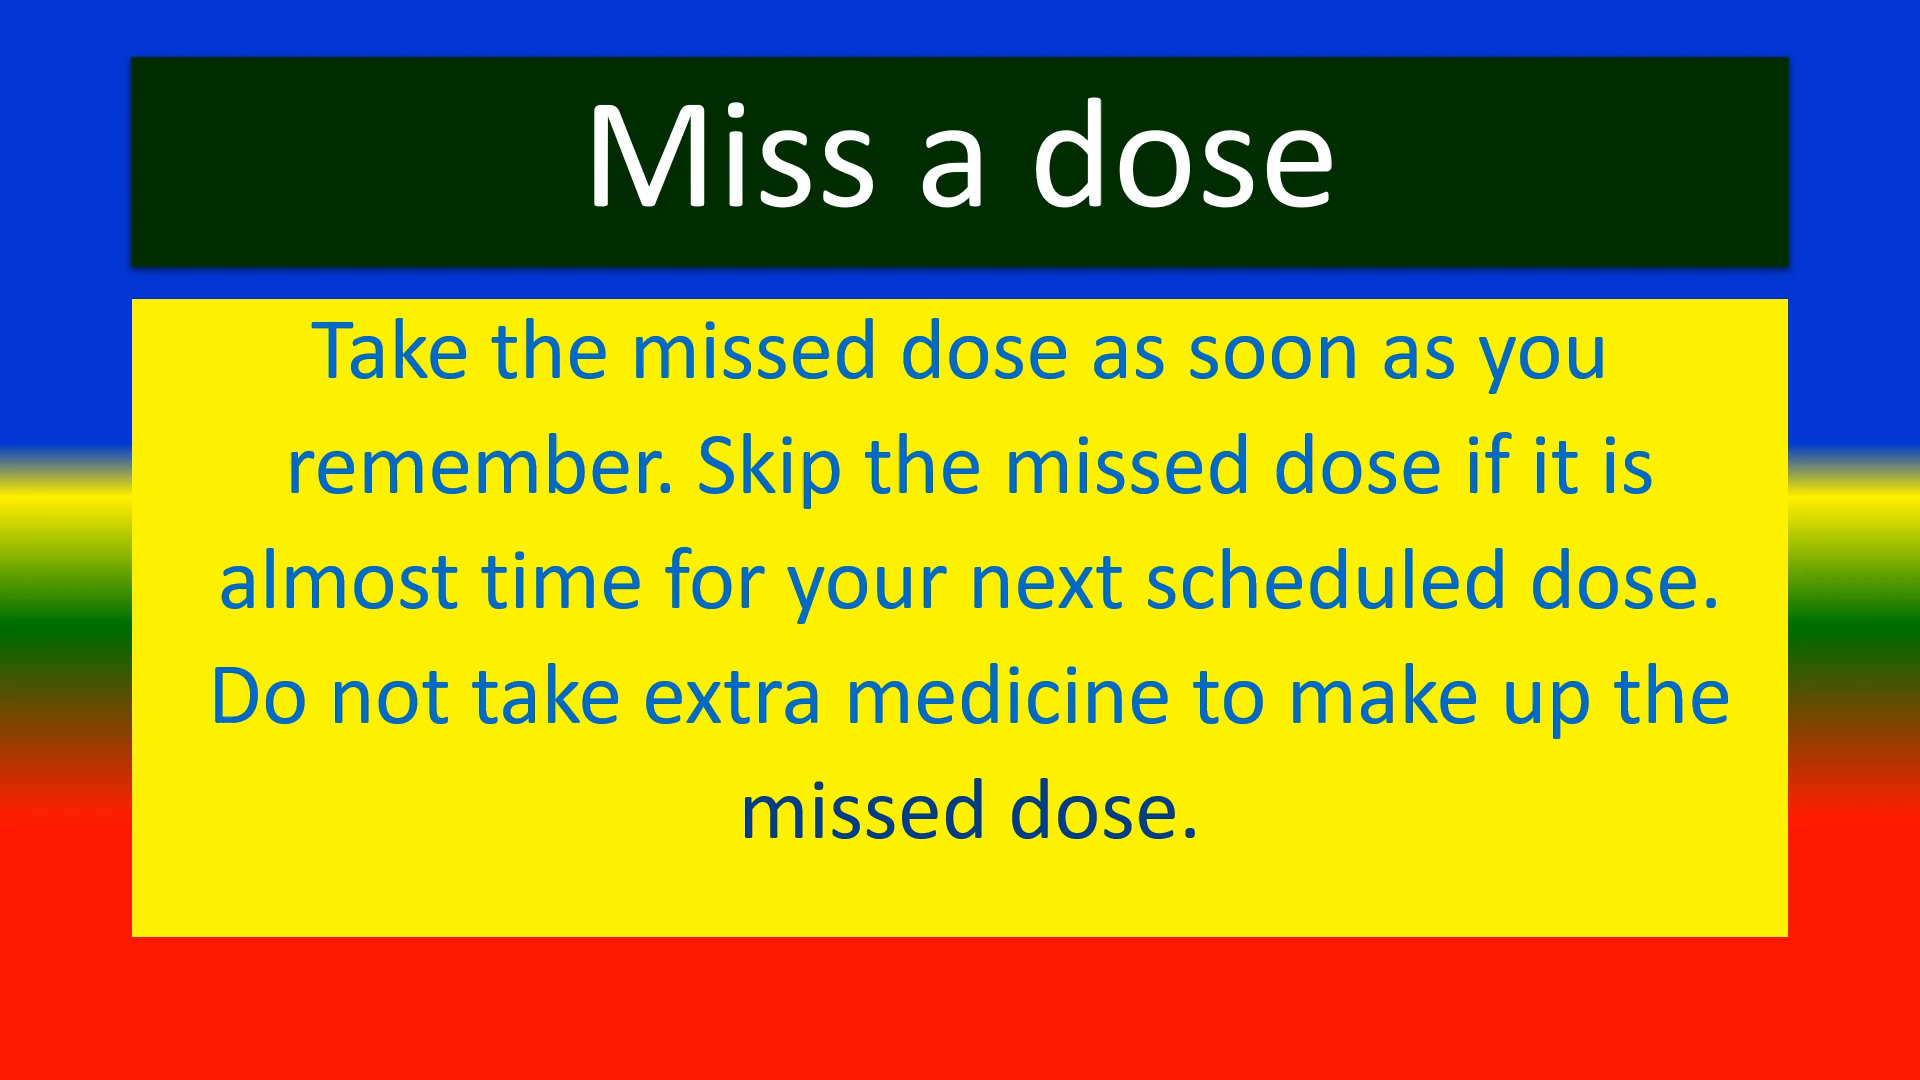 Miss a dose
Take the missed dose as soon as you
remember. Skip the missed dose if it is
almost time for your next scheduled dose.
Do not take extra medicine to make up the
missed dose.